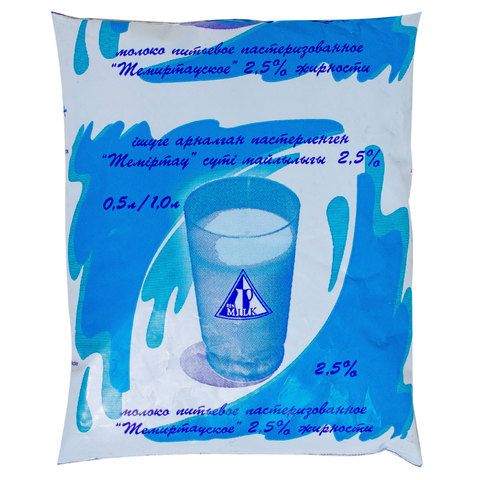 молоко питьевое пастеризованное
"Темиртауское" 2,5% жирности
ішуге арналған пастерленген
"Теміртау" сүті майлылығы 2,5%
0,5л/1,0л
MILK
2,5%
молоко питьевое пастеризованное
"Темиртауское" 2,5% жирности